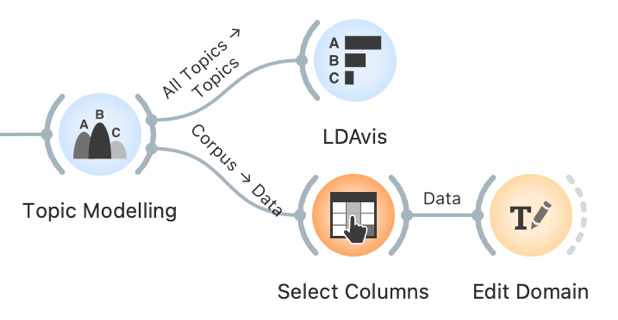 All Topics →
Topics
A
B
C
LDAvis
A B C
Topic Modelling
Corpus → Data
Select Columns
Data
T
Edit Domain